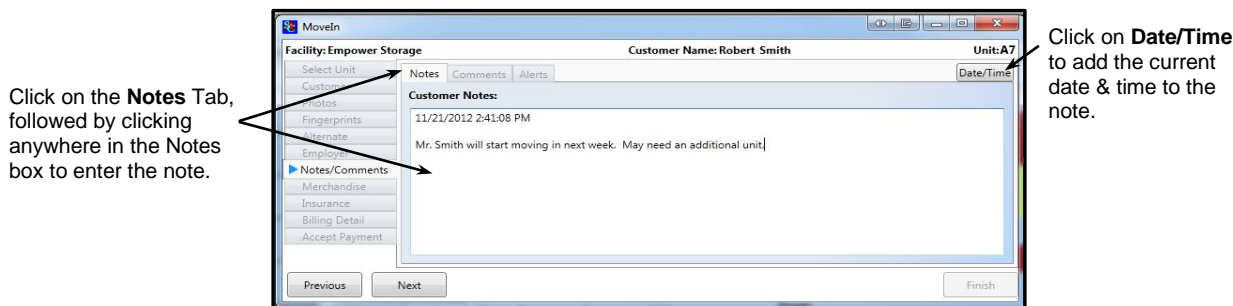 Click on the Notes Tab,
followed by clicking
anywhere in the Notes
box to enter the note.
MoveIn
Facility: Empower Storage
Customer Name: Robert Smith
Unit:A7
Select Unit
Customer
Photos
Fingerprints
Alternate
Employer
Notes/Comments
Merchandise
Insurance
Billing Detail
Accept Payment
Notes Comments Alerts
Date/Time
Customer Notes:
11/21/2012 2:41:08 PM
Mr. Smith will start moving in next week. May need an additional unit.
Previous
Next
Finish
Click on Date/Time
to add the current
date & time to the
note.